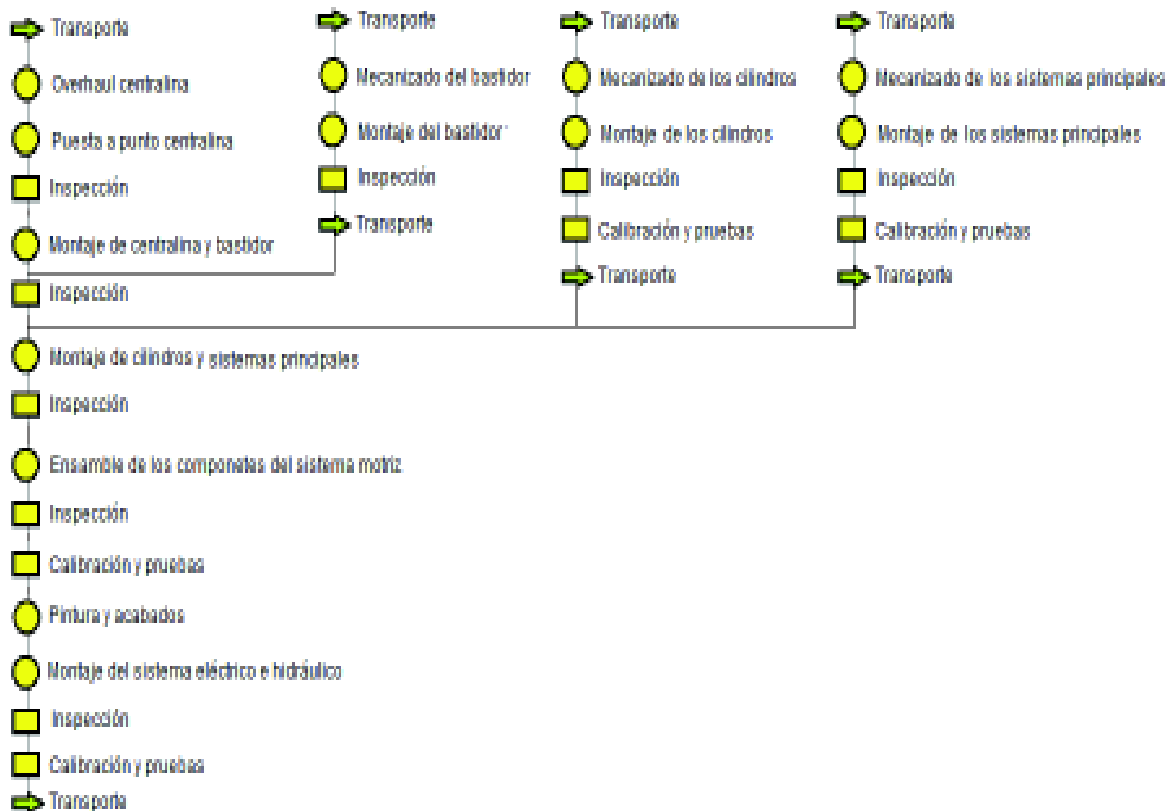 Transporte
Overhaul centralina
Puesta a punto centralina
Inspección
Montaje de centralina y bastidor
Inspección
Montaje de cilindros y sistemas principales
Inspección
Ensamble de los componetes del sistema motriz
Inspección
Calibración y pruebas
Pintura y acabados
Montaje del sistema eléctrico e hidráulico
Inspección
Calibración y pruebas
Transporte
Transporte
Mecanizado del bastidor
Montaje del bastidor
Inspección
Transporte
Transporte
Mecanizado de los cilindros
Montaje de los cilindros
Inspección
Calibración y pruebas
Transporte
Transporte
Mecanizado de los sistemas principales
Montaje de los sistemas principales
Inspección
Calibración y pruebas
Transporte